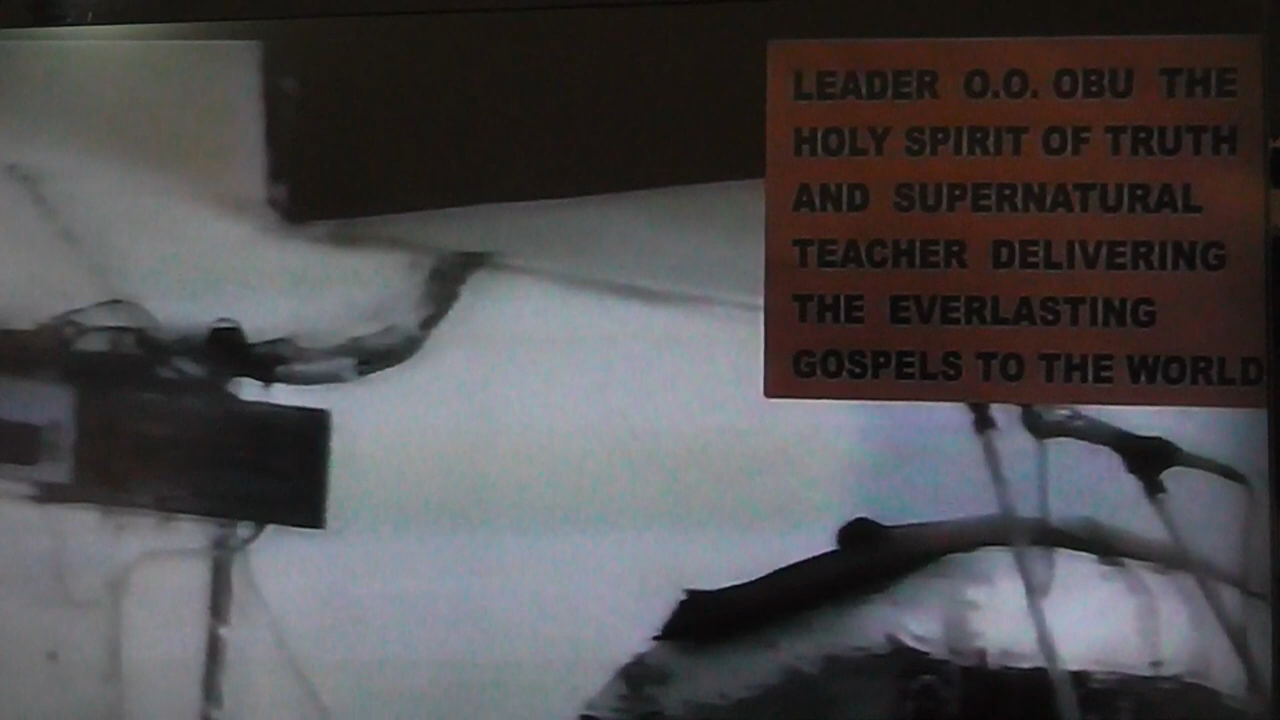 LEADER O.O. OBU THE
HOLY SPIRIT OF TRUTH
AND SUPERNATURAL
TEACHER DELIVERING
THE EVERLASTING
GOSPELS TO THE WORLD